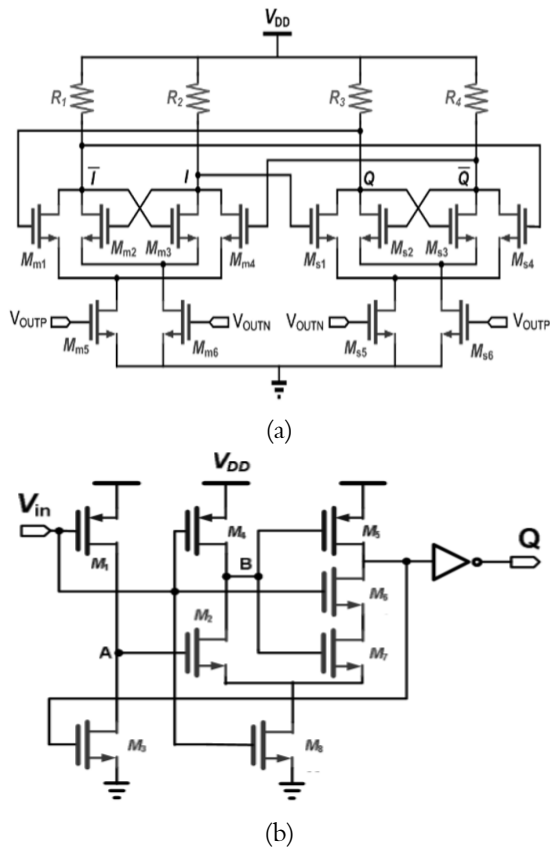 VDD
R1 R2 R3 R4
I I Q Q
Mm1 Mm2 Mm3 Mm4 Ms1 Ms2 Ms3 Ms4
VOUTP Mm5 Mm6 VOUTN VOUTN Ms5 Ms6 VOUTP
(a)
VDD
Vin M1 M4 M5 Q
B
M6
M2
A M7
M3 M8
(b)